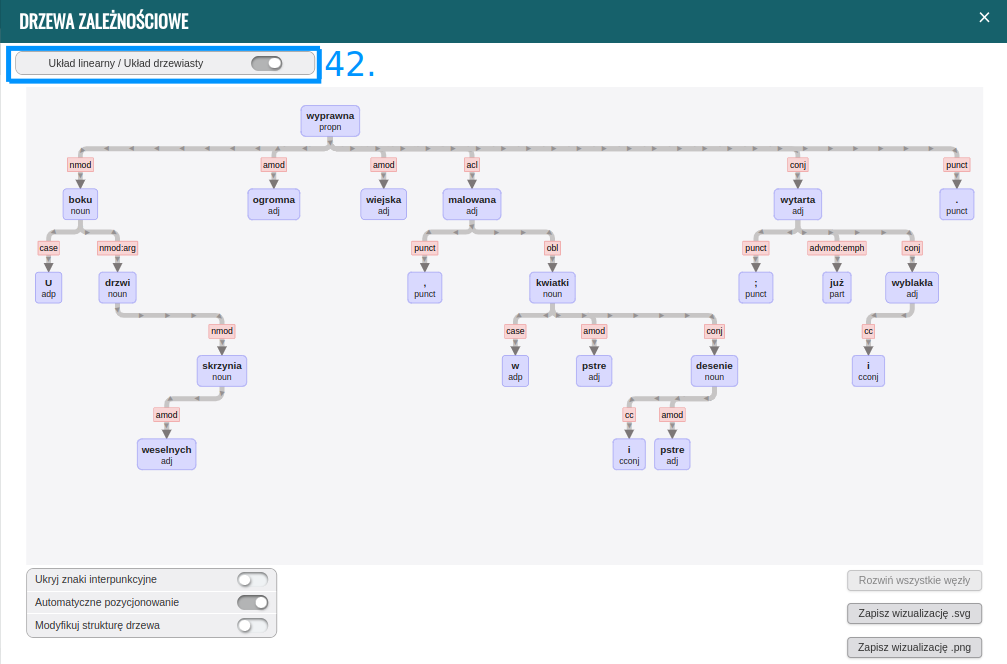 DRZEWA ZALEŻNOŚCIOWE ×
Układ linearny / Układ drzewiasty 42.
wyprawna
propn
nmod amod amod acl conj punct
boku ogromna wiejska malowana wytarta .
noun adj adj adj adj punct
case nmod:arg punct obl punct advmod:emph conj
U drzwi , kwiatki ; już wyblakła
adp noun punct noun punct part adj
nmod case amod conj cc
skrzynia w pstre desenie i
noun adp adj noun cconj
amod cc amod
weselnych i pstre
adj cconj adj
Ukryj znaki interpunkcyjne Rozwiń wszystkie węzły
Automatyczne pozycjonowanie Zapisz wizualizację .svg
Modyfikuj strukturę drzewa Zapisz wizualizację .png